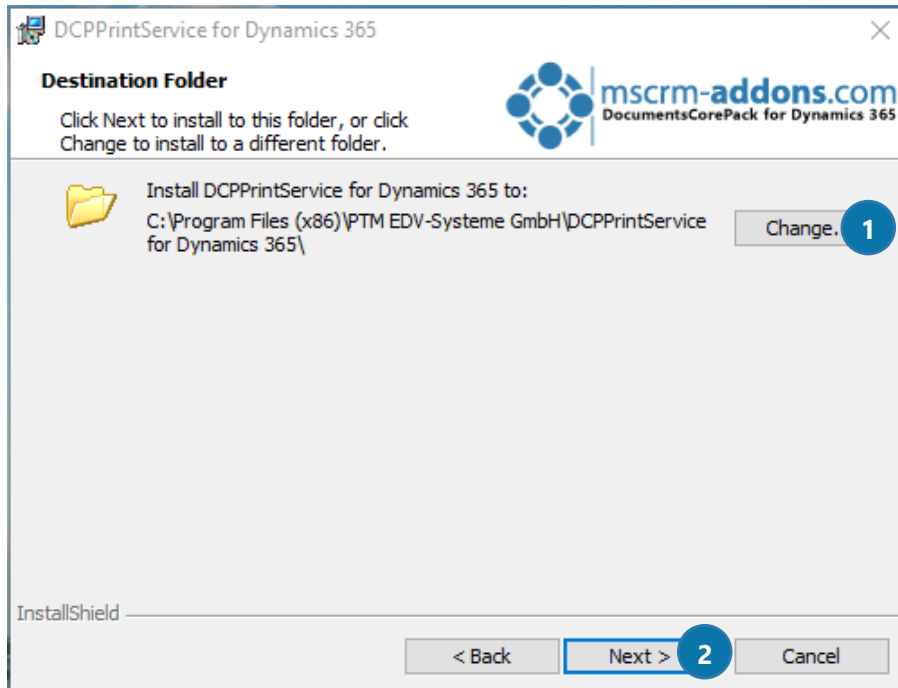 DCPPrintService for Dynamics 365
Destination Folder
Click Next to install to this folder, or click
Change to install to a different folder.
mscrm-addons.com
DocumentsCorePack for Dynamics 365
Install DCPPrintService for Dynamics 365 to:
C:\Program Files (x86)\PTM EDV-Systeme GmbH\DCPPrintService
for Dynamics 365\
Change.
1
InstallShield
< Back
Next >
2
Cancel